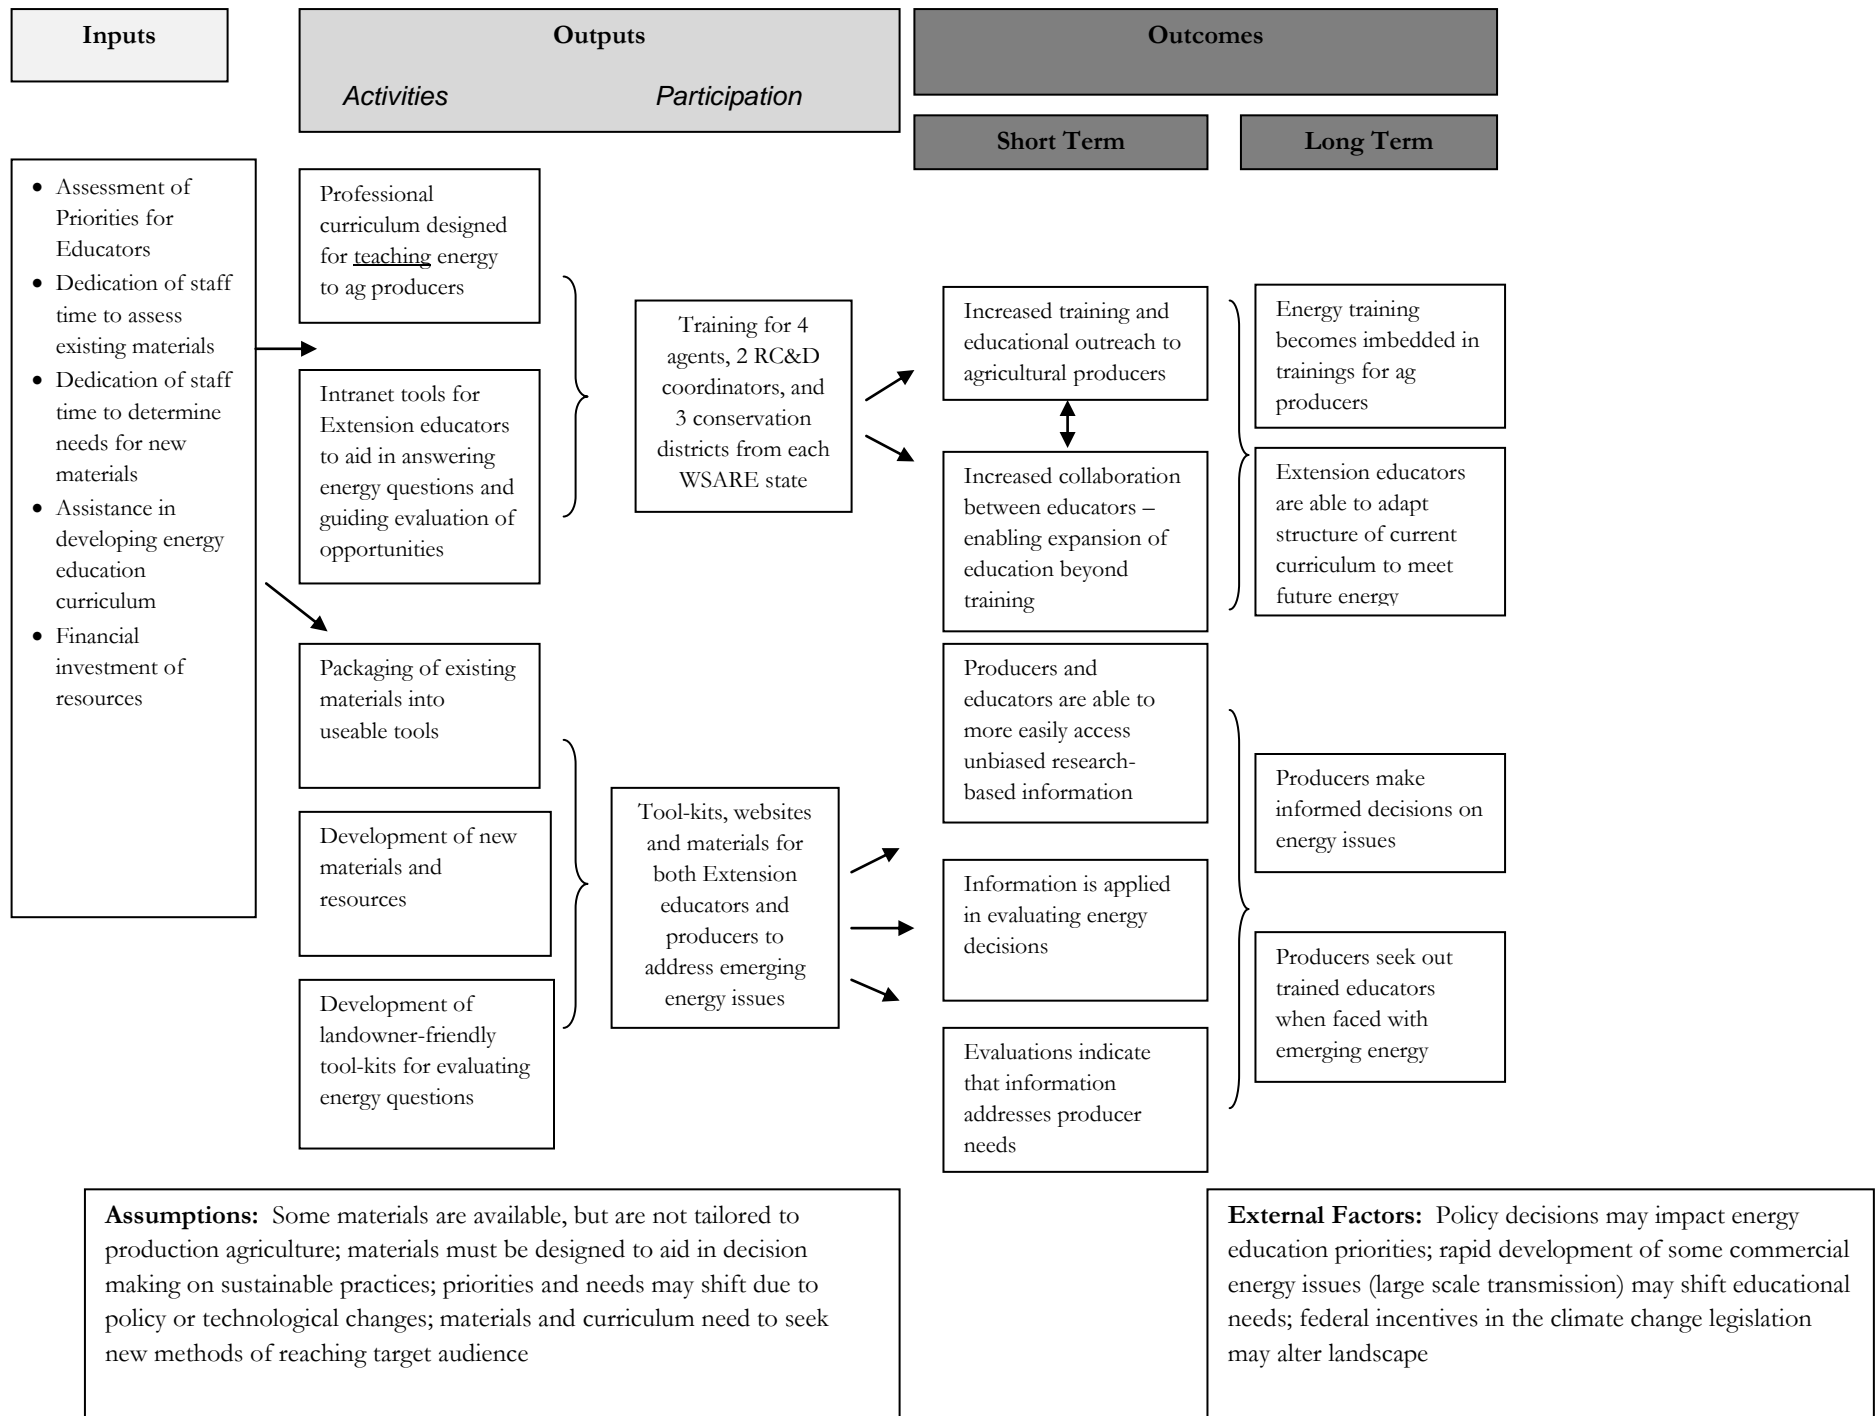 Inputs
Outputs
Activities
Participation
Outcomes
Short Term
Long Term
• Assessment of
Priorities for
Educators
• Dedication of staff
time to assess
existing materials
• Dedication of staff
time to determine
needs for new
materials
• Assistance in
developing energy
education
curriculum
• Financial
investment of
resources
Professional
curriculum designed
for teaching energy
to ag producers
Intranet tools for
Extension educators
to aid in answering
energy questions and
guiding evaluation of
opportunities
Packaging of existing
materials into
useable tools
Development of new
materials and
resources
Development of
landowner-friendly
tool-kits for evaluating
energy questions
Training for 4
agents, 2 RC&D
coordinators, and
3 conservation
districts from each
WSARE state
Tool-kits, websites
and materials for
both Extension
educators and
producers to
address emerging
energy issues
Increased training and
educational outreach to
agricultural producers
Increased collaboration
between educators –
enabling expansion of
education beyond
training
Producers and
educators are able to
more easily access
unbiased research-
based information
Information is applied
in evaluating energy
decisions
Evaluations indicate
that information
addresses producer
needs
Energy training
becomes imbedded in
trainings for ag
producers
Extension educators
are able to adapt
structure of current
curriculum to meet
future energy
Producers make
informed decisions on
energy issues
Producers seek out
trained educators
when faced with
emerging energy
Assumptions: Some materials are available, but are not tailored to
production agriculture; materials must be designed to aid in decision
making on sustainable practices; priorities and needs may shift due to
policy or technological changes; materials and curriculum need to seek
new methods of reaching target audience
External Factors: Policy decisions may impact energy
education priorities; rapid development of some commercial
energy issues (large scale transmission) may shift educational
needs; federal incentives in the climate change legislation
may alter landscape